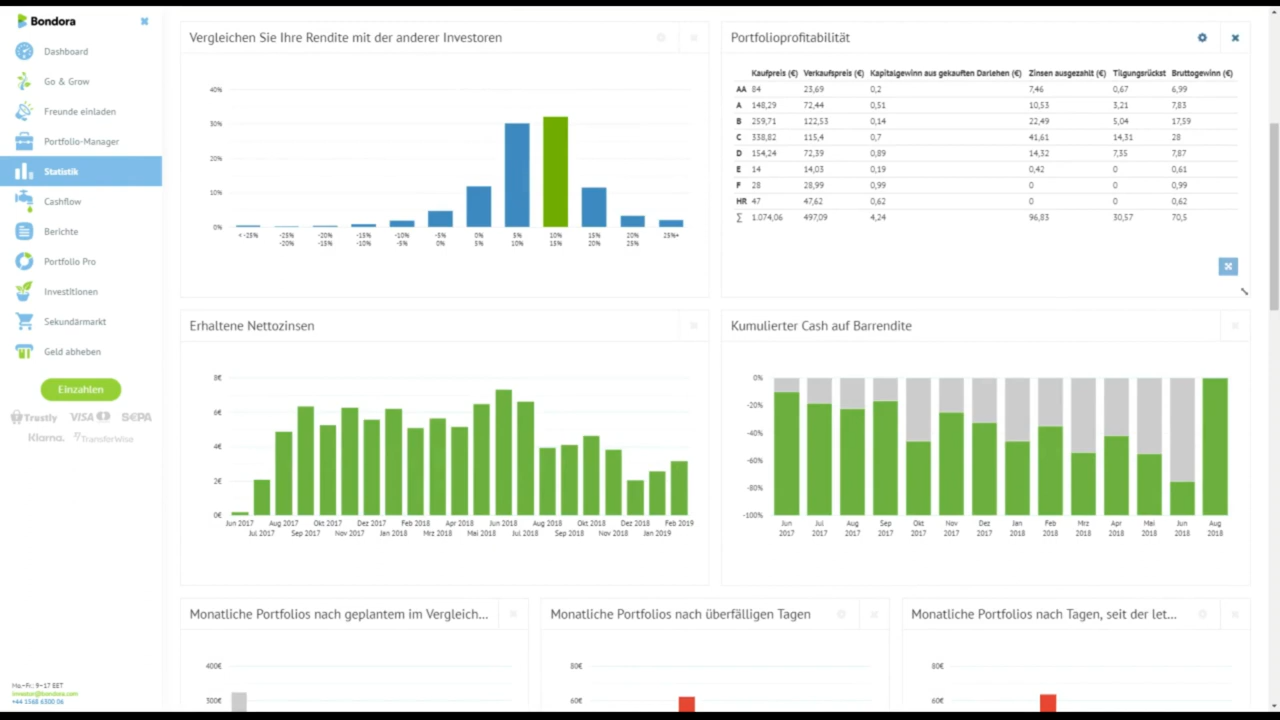 Bondora
Dashboard
Go & Grow
Freunde einladen
Portfolio-Manager
Statistik
Cashflow
Berichte
Portfolio Pro
Investitionen
Sekundärmarkt
Geld abheben
Einzahlen
Trustly VISA SEPA
Klarna. TransferWise
Mo.-Fr.: 9-17 EET
investor@bondora.com
+44 1568 6300 06
Vergleichen Sie Ihre Rendite mit der anderer Investoren
40%
30%
20%
10%
0%
< -25% -25% -20% -15% -10% -5% 0% 5% 10% 15% 20% 25%+
-20% -15% -10% -5% 0% 5% 10% 15% 20% 25%
Portfolioprofitabilität
Kaufpreis (€) Verkaufspreis (€) Kapitalgewinn aus gekauften Darlehen (€) Zinsen ausgezahlt (€) Tilgungsrückst Bruttogewinn (€)
AA 84 23,69 0,2 7,46 0,67 6,99
A 148,29 72,44 0,51 10,53 3,21 7,83
B 259,71 122,53 0,14 22,49 5,04 17,59
C 338,82 115,4 0,7 41,61 14,31 28
D 154,24 72,39 0,89 14,32 7,35 7,87
E 14 14,03 0,19 0,42 0 0,61
F 28 28,99 0,99 0 0 0,99
HR 47 47,62 0,62 0 0 0,62
∑ 1.074,06 497,09 4,24 96,83 30,57 70,5
Erhaltene Nettozinsen
8€
6€
4€
2€
0€
Jun 2017 Aug 2017 Okt 2017 Dez 2017 Feb 2018 Apr 2018 Jun 2018 Aug 2018 Okt 2018 Dez 2018 Feb 2019
Jul 2017 Sep 2017 Nov 2017 Jan 2018 Mrz 2018 Mai 2018 Jul 2018 Sep 2018 Nov 2018 Jan 2019
Kumulierter Cash auf Barrendite
0%
-20%
-40%
-60%
-80%
-100%
Jun Jul Aug Sep Okt Nov Dez Jan Feb Mrz Apr Mai Jun Aug
2017 2017 2017 2017 2017 2017 2017 2018 2018 2018 2018 2018 2018 2018
Monatliche Portfolios nach geplantem im Vergleich...
400€
300€
Monatliche Portfolios nach überfälligen Tagen
80€
60€
Monatliche Portfolios nach Tagen, seit der let...
80€
60€